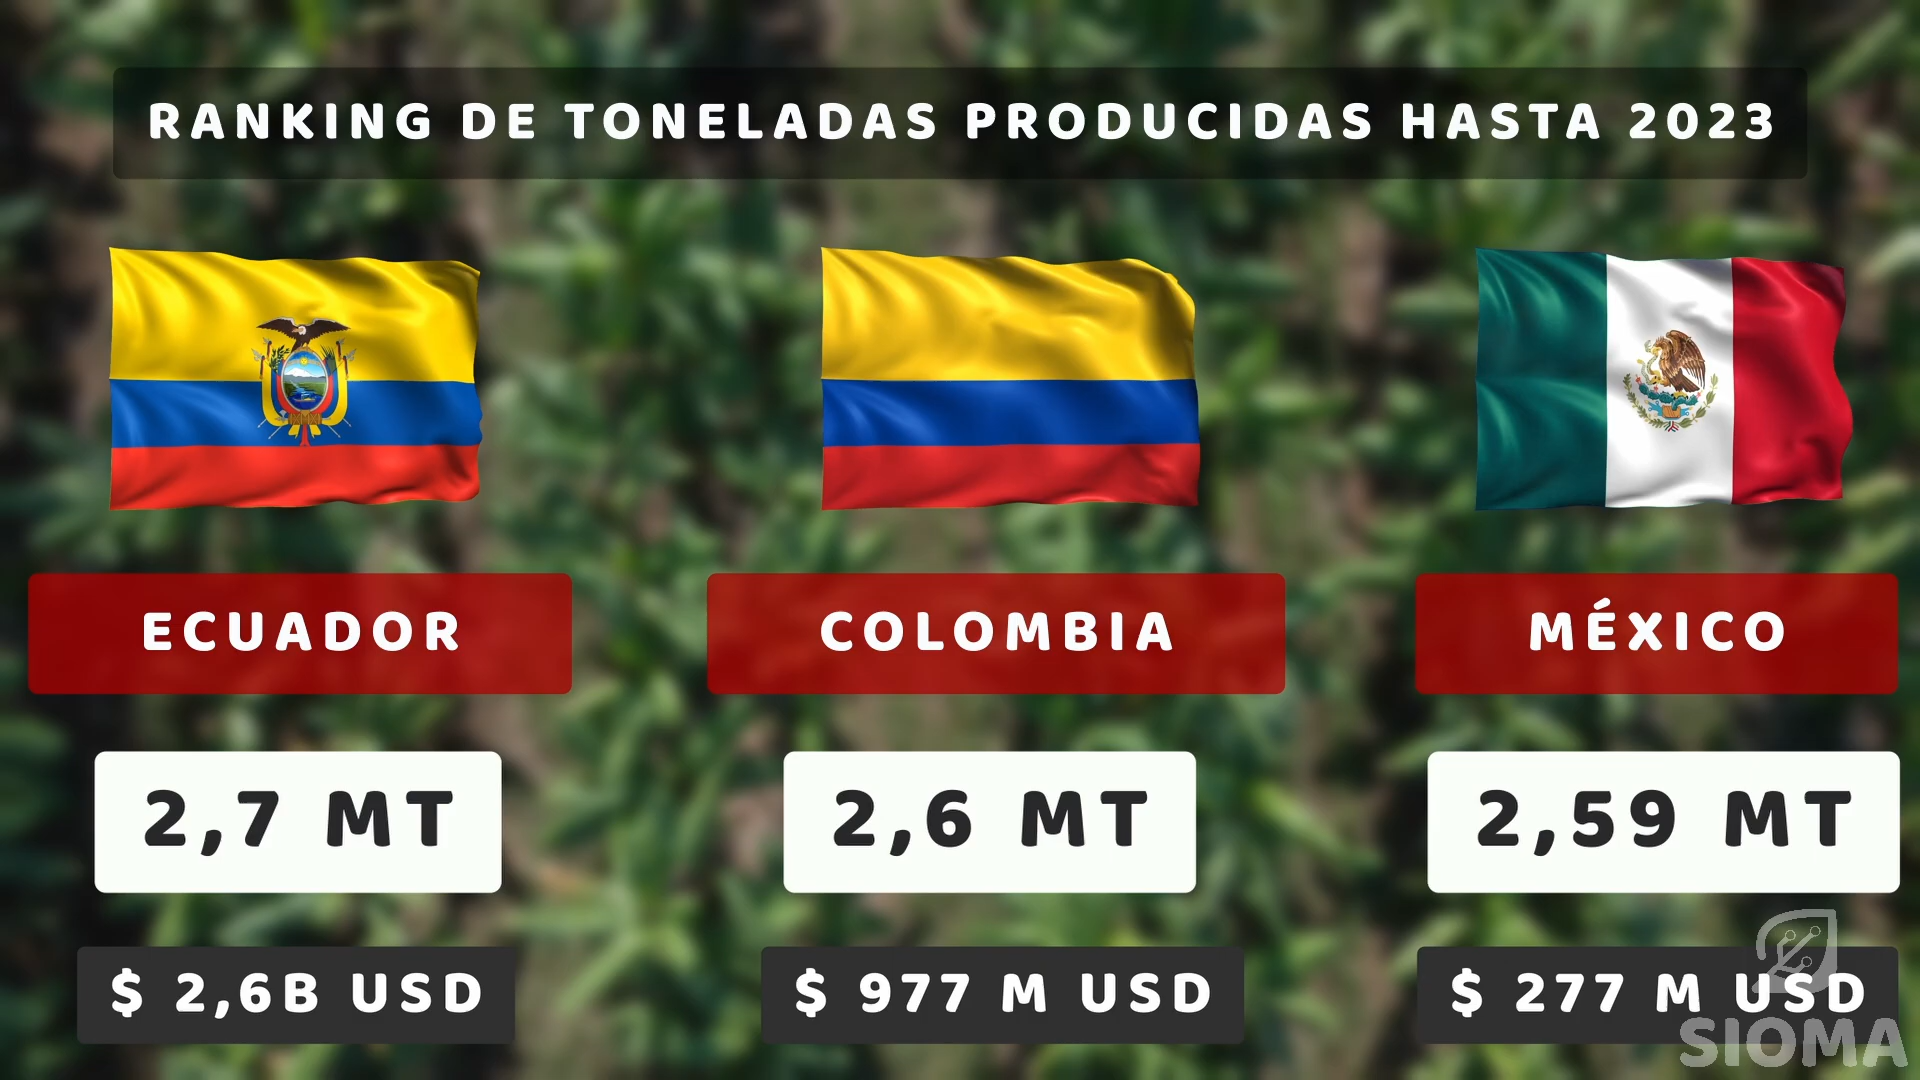 RANKING DE TONELADAS PRODUCIDAS HASTA 2023
ECUADOR
COLOMBIA
MÉXICO
2,7 MT
2,6 MT
2,59 MT
$ 2,6B USD
$ 977 M USD
$ 277 M USD
SIOMA